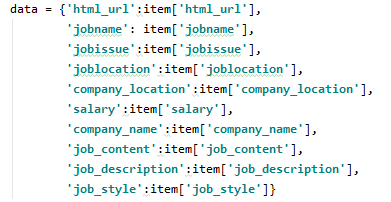 data = {'html_url':item['html_url'],
'jobname': item['jobname'],
'jobissue':item['jobissue'],
'joblocation':item['joblocation'],
'company_location':item['company_location'],
'salary':item['salary'],
'company_name':item['company_name'],
'job_content':item['job_content'],
'job_description':item['job_description'],
'job_style':item['job_style']}